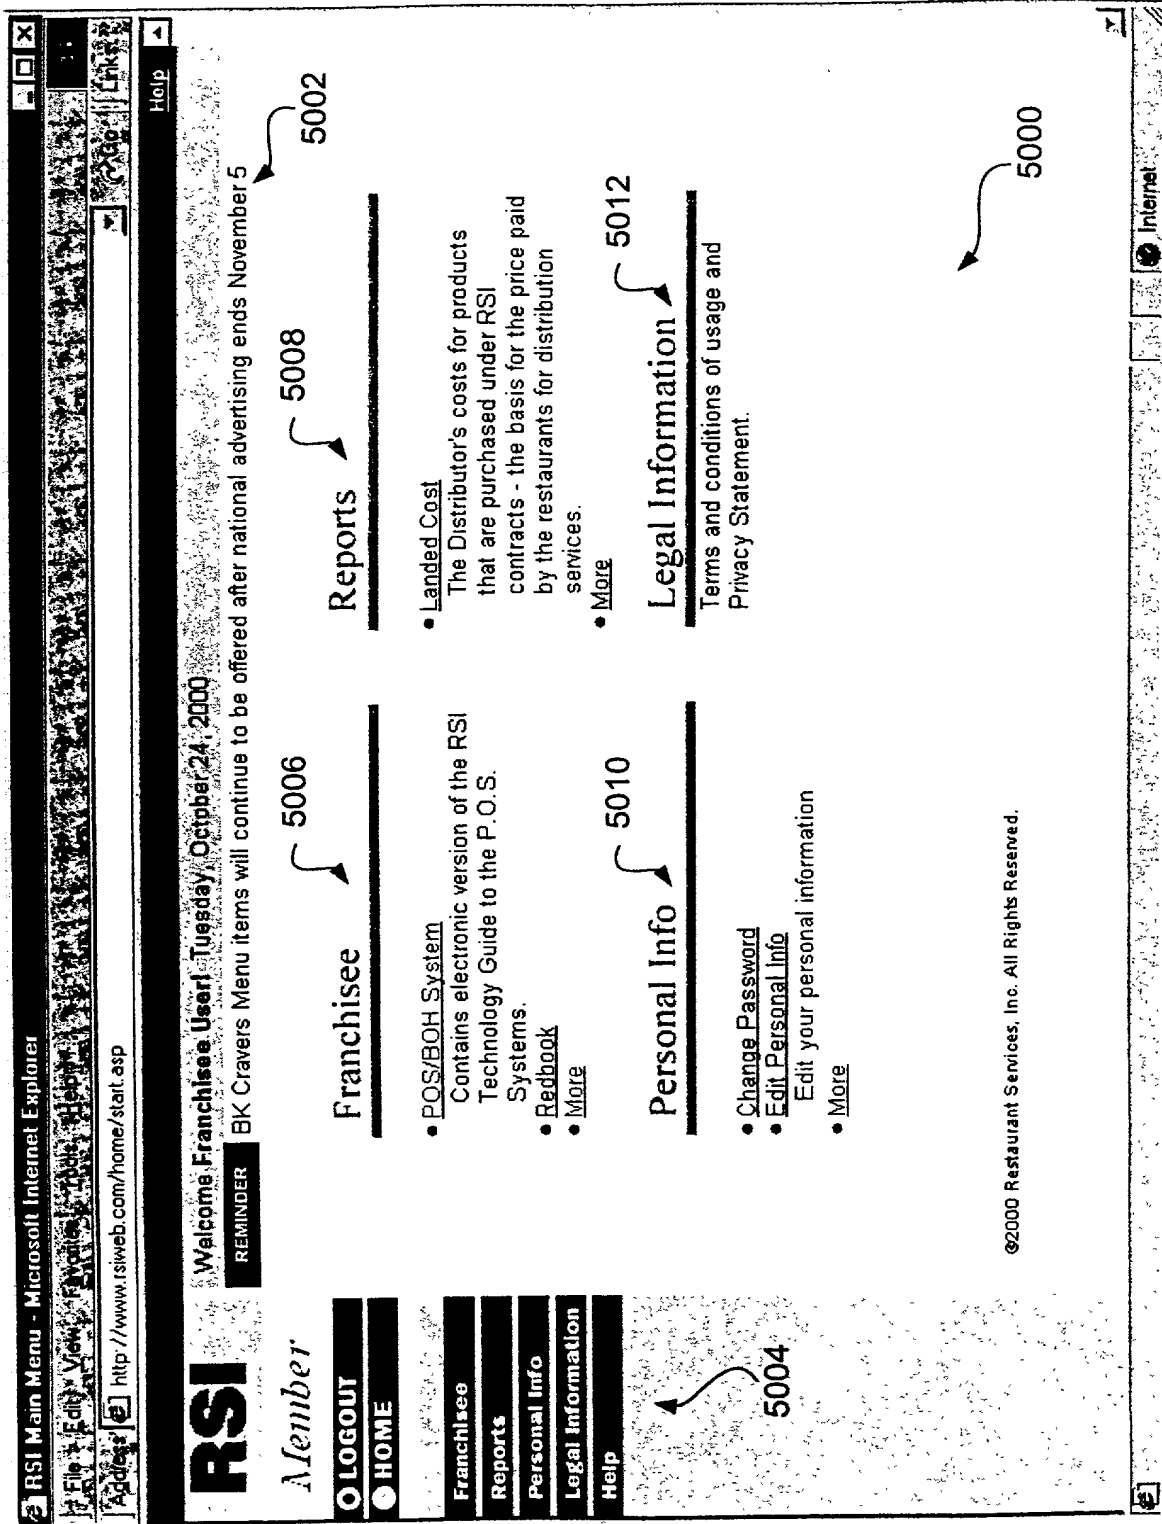 RSI Main Menu - Microsoft Internet Explorer
File Edit View Favorites Tools Help
Address http://www.rsiweb.com/home/start.asp Go Links »
Help
RSI
Welcome Franchisee User! Tuesday, October 24, 2000
REMINDER BK Cravers Menu items will continue to be offered after national advertising ends November 5
5002
Member
LOGOUT
HOME
Franchisee
Reports
Personal Info
Legal Information
Help
5004
Franchisee
5006
• POS/BOH System
Contains electronic version of the RSI
Technology Guide to the P.O.S.
Systems.
• Redbook
• More
Reports
5008
• Landed Cost
The Distributor's costs for products
that are purchased under RSI
contracts - the basis for the price paid
by the restaurants for distribution
services.
• More
Personal Info
5010
• Change Password
• Edit Personal Info
Edit your personal information
• More
Legal Information
5012
Terms and conditions of usage and
Privacy Statement.
5000
©2000 Restaurant Services, Inc. All Rights Reserved.
Internet